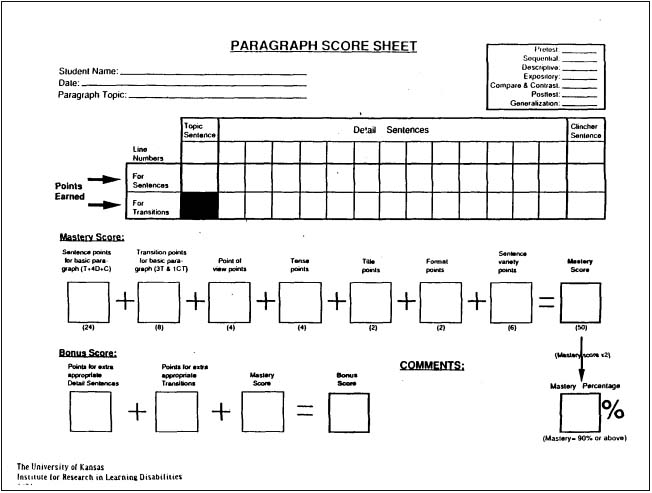 PARAGRAPH SCORE SHEET
Pretest:
Sequential:
Descriptive:
Expository:
Compare & Contrast:
Posttest:
Generalization:
Student Name:
Date:
Paragraph Topic:
Topic Sentence
Detail Sentences
Clincher Sentence
Line Numbers
Points Earned
For Sentences
For Transitions
Mastery Score:
Sentence points for basic para-graph (T+4D+C)
Transition points for basic para-graph (3T & 1CT)
Point of view points
Tense points
Title points
Format points
Sentence variety points
Mastery Score
+ + + + + + =
(24) (8) (4) (4) (2) (2) (6) (50)
(Mastery score x2)
Bonus Score:
Points for extra appropriate Detail Sentences
Points for extra appropriate Transitions
Mastery Score
Bonus Score
+ + =
COMMENTS:
Mastery Percentage
%
(Mastery= 90% or above)
The University of Kansas
Institute for Research in Learning Disabilities